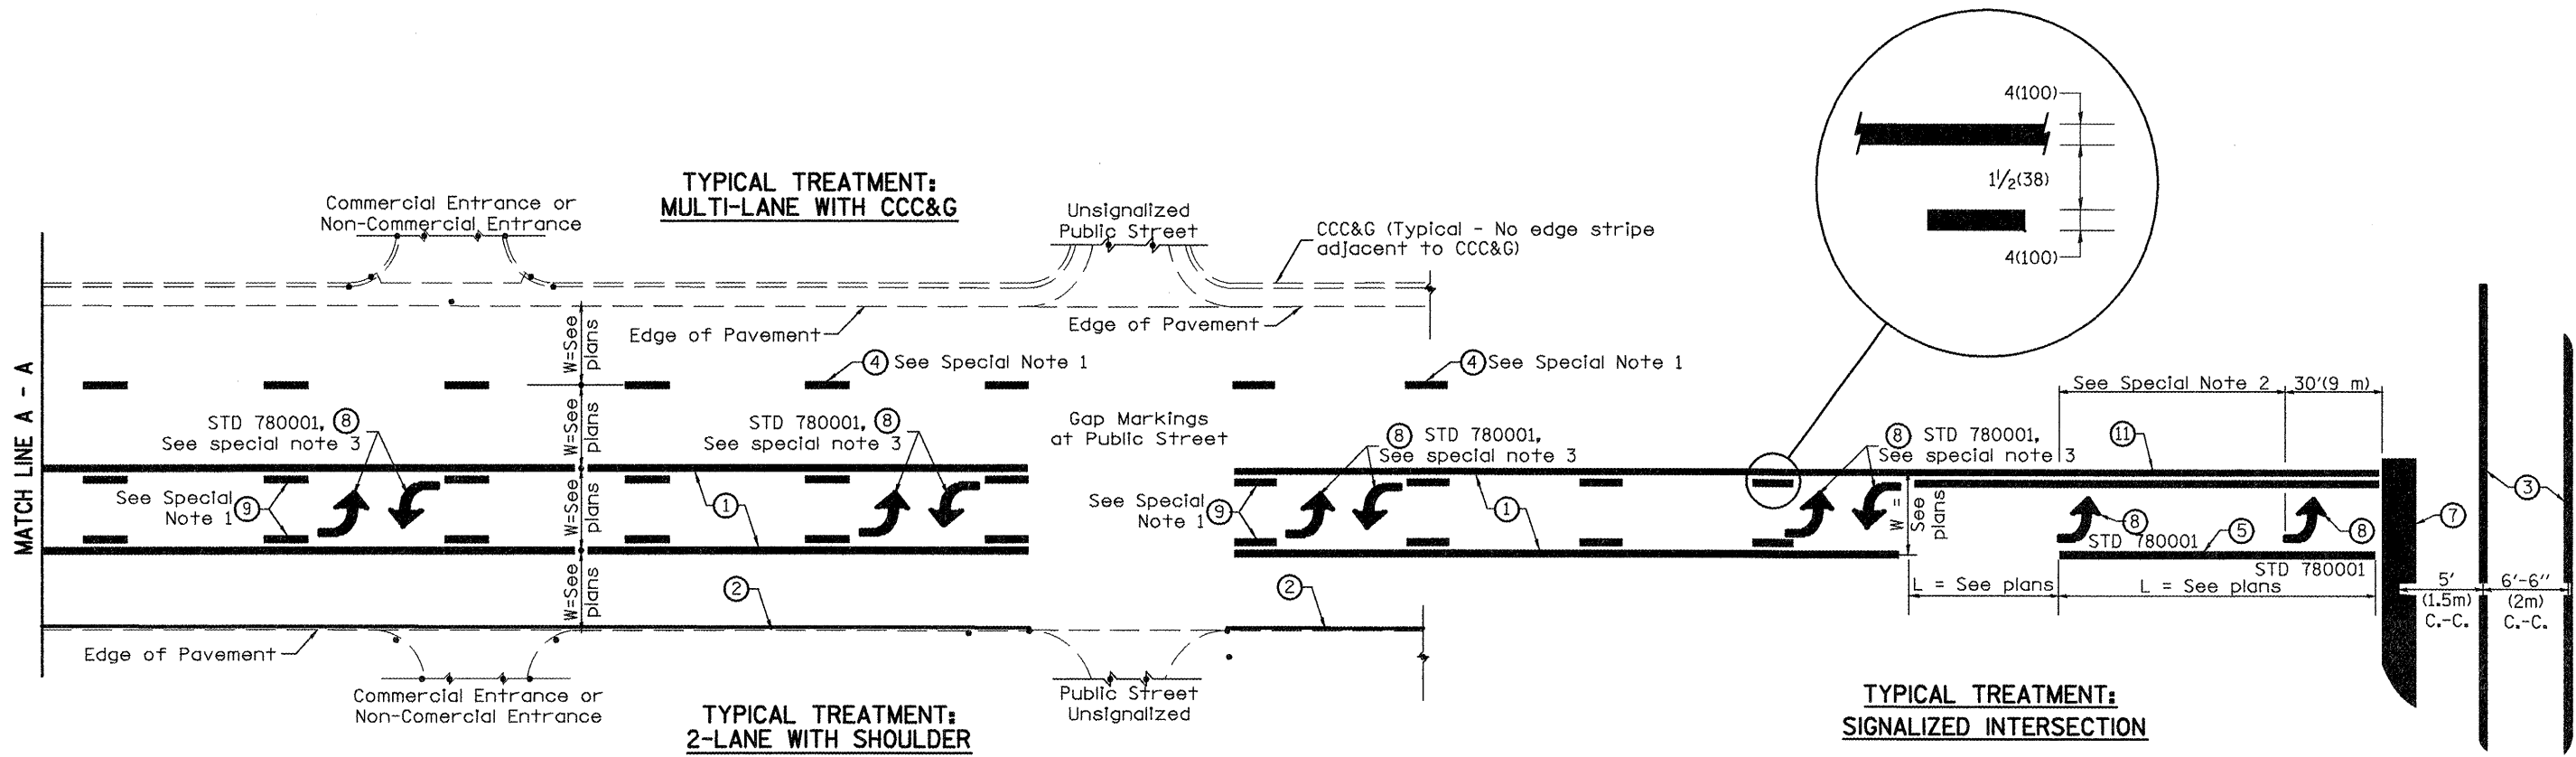 4(100)
1 1/2(38)
4(100)
TYPICAL TREATMENT:
MULTI-LANE WITH CCC&G
Commercial Entrance or
Non-Commercial Entrance
Unsignalized
Public Street
CCC&G (Typical - No edge stripe
adjacent to CCC&G)
Edge of Pavement
Edge of Pavement
MATCH LINE A - A
W=See
plans
4 See Special Note 1
4 See Special Note 1
See Special Note 2
30'(9 m)
STD 780001, 8
See special note 3
W=See
plans
STD 780001, 8
See special note 3
Gap Markings
at Public Street
8 STD 780001,
See special note 3
8 STD 780001,
See special note 3
11
See Special
Note 1 9
W=See
plans
1
See Special
Note 1 9
1
W =
See
plans
8
STD 780001
5
8
STD 780001
7
3
W=See
plans
2
2
L = See plans
L = See plans
5'
(1.5m)
C.-C.
6'-6"
(2m)
C.-C.
Edge of Pavement
Commercial Entrance or
Non-Comercial Entrance
Public Street
Unsignalized
TYPICAL TREATMENT:
2-LANE WITH SHOULDER
TYPICAL TREATMENT:
SIGNALIZED INTERSECTION